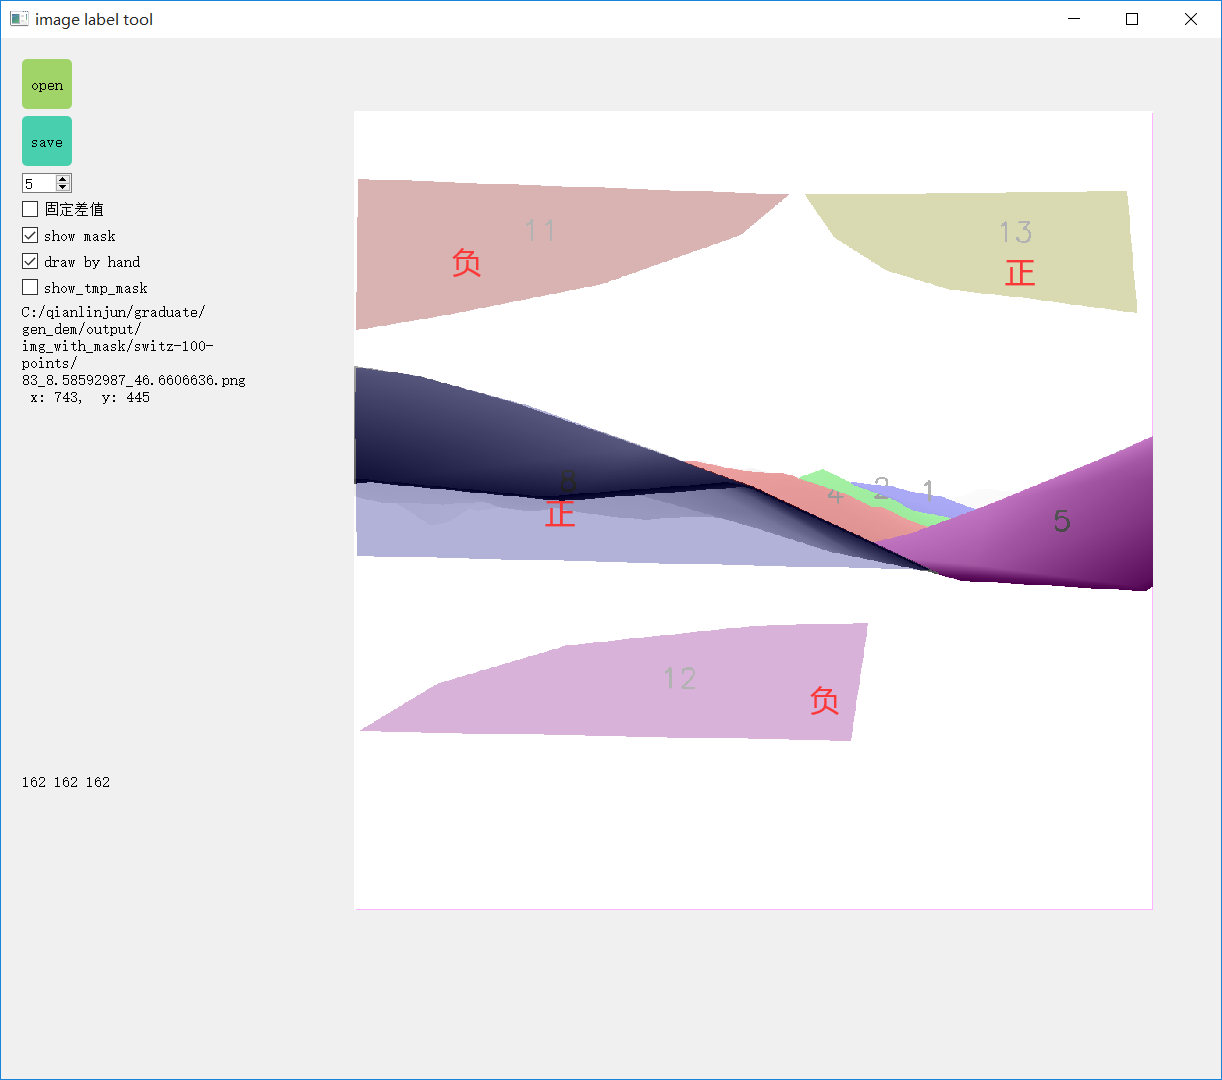 image label tool
open
save
5
固定差值
show mask
draw by hand
show_tmp_mask
C:/qianlinjun/graduate/
gen_dem/output/
img_with_mask/switz-100-
points/
83_8.58592987_46.6606636.png
x: 743, y: 445
162 162 162
11
13
负
正
8
4
2
1
5
正
12
负